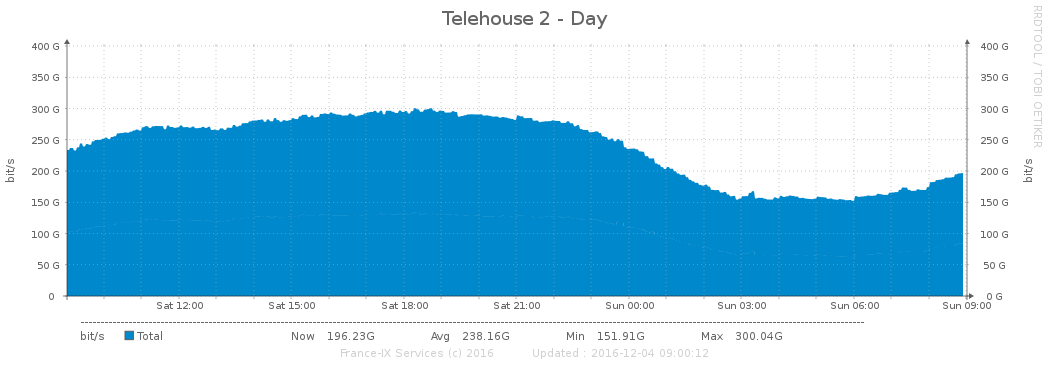 Telehouse 2 - Day
RRDTOOL / TOBI OETIKER
400 G 400 G
350 G 350 G
300 G 300 G
250 G 250 G
200 G 200 G
150 G 150 G
100 G 100 G
50 G 50 G
0 0 G
bit/s
bit/s
Sat 12:00 Sat 15:00 Sat 18:00 Sat 21:00 Sun 00:00 Sun 03:00 Sun 06:00 Sun 09:00
bit/s Total Now 196.23G Avg 238.16G Min 151.91G Max 300.04G
France-IX Services (c) 2016 Updated : 2016-12-04 09:00:12